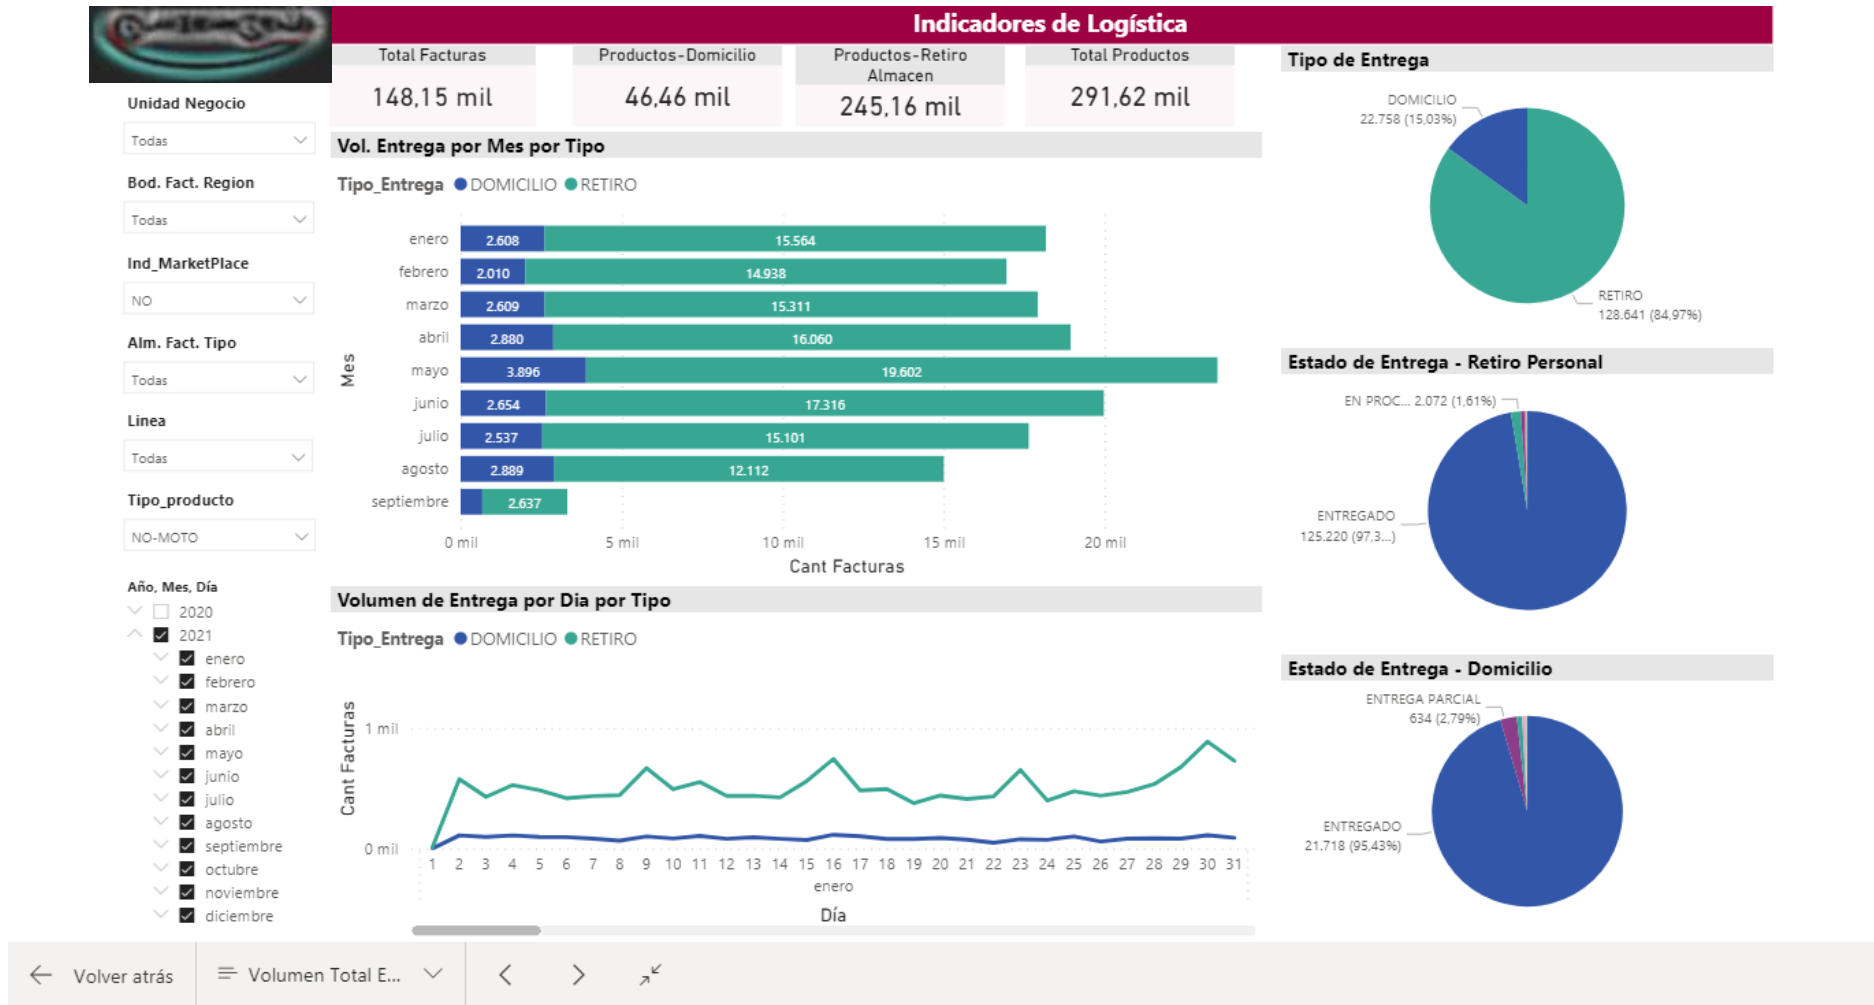 Indicadores de Logística
Total Facturas
148,15 mil
Productos-Domicilio
46,46 mil
Productos-Retiro
Almacen
245,16 mil
Total Productos
291,62 mil
Unidad Negocio
Todas
Bod. Fact. Region
Todas
Ind_MarketPlace
NO
Alm. Fact. Tipo
Todas
Linea
Todas
Tipo_producto
NO-MOTO
Año, Mes, Día
2020
2021
enero
febrero
marzo
abril
mayo
junio
julio
agosto
septiembre
octubre
noviembre
diciembre
Vol. Entrega por Mes por Tipo
Tipo_Entrega DOMICILIO RETIRO
Mes
enero 2.608 15.564
febrero 2.010 14.938
marzo 2.609 15.311
abril 2.880 16.060
mayo 3.896 19.602
junio 2.654 17.316
julio 2.537 15.101
agosto 2.889 12.112
septiembre 2.637
0 mil 5 mil 10 mil 15 mil 20 mil
Cant Facturas
Volumen de Entrega por Dia por Tipo
Tipo_Entrega DOMICILIO RETIRO
Cant Facturas
1 mil
0 mil
1 2 3 4 5 6 7 8 9 10 11 12 13 14 15 16 17 18 19 20 21 22 23 24 25 26 27 28 29 30 31
enero
Día
Tipo de Entrega
DOMICILIO
22.758 (15,03%)
RETIRO
128.641 (84,97%)
Estado de Entrega - Retiro Personal
EN PROC... 2.072 (1,61%)
ENTREGADO
125.220 (97,3...)
Estado de Entrega - Domicilio
ENTREGA PARCIAL
634 (2,79%)
ENTREGADO
21.718 (95,43%)
Volver atrás
Volumen Total E...